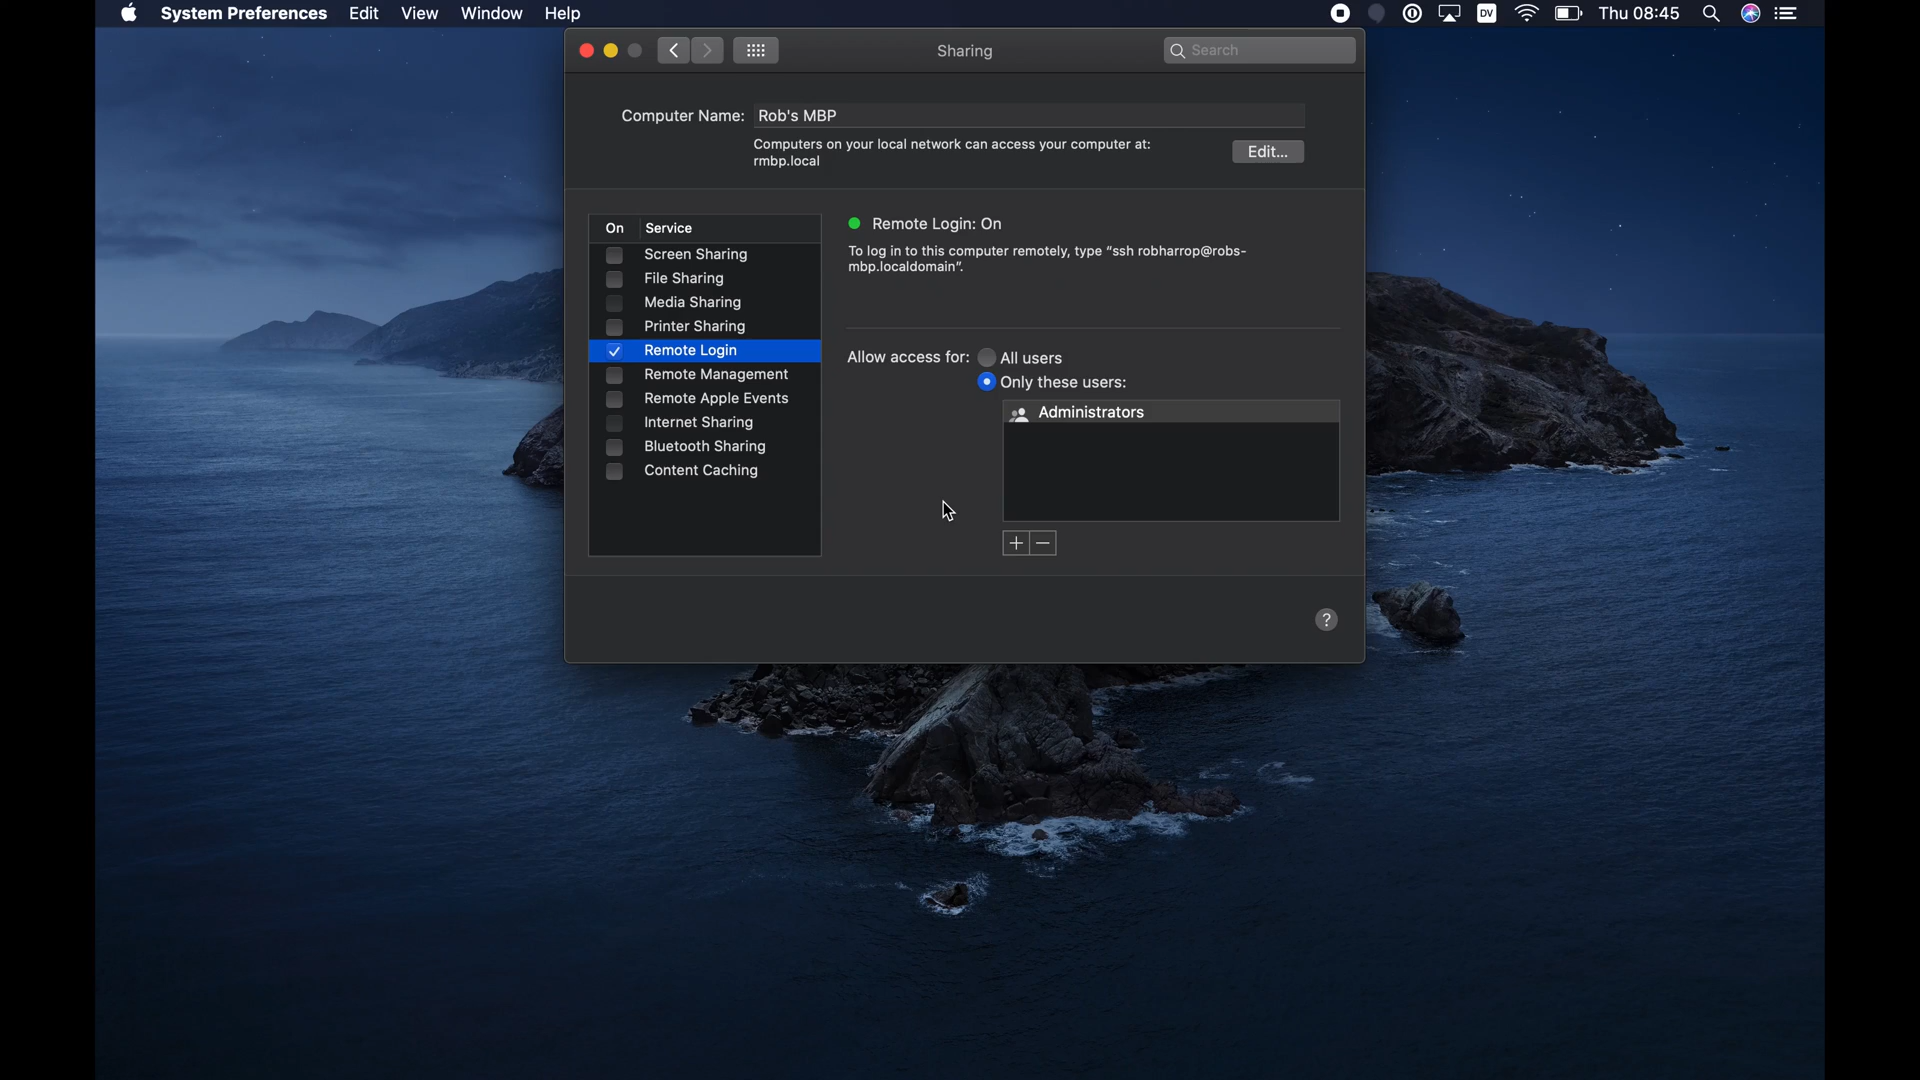 System Preferences Edit View Window Help DV Thu 08:45
Sharing Search
Computer Name: Rob's MBP
Computers on your local network can access your computer at:
rmbp.local
Edit...
On Service
Screen Sharing
File Sharing
Media Sharing
Printer Sharing
Remote Login
Remote Management
Remote Apple Events
Internet Sharing
Bluetooth Sharing
Content Caching
Remote Login: On
To log in to this computer remotely, type “ssh robharrop@robs-
mbp.localdomain”.
Allow access for: All users
Only these users:
Administrators
+ −
?